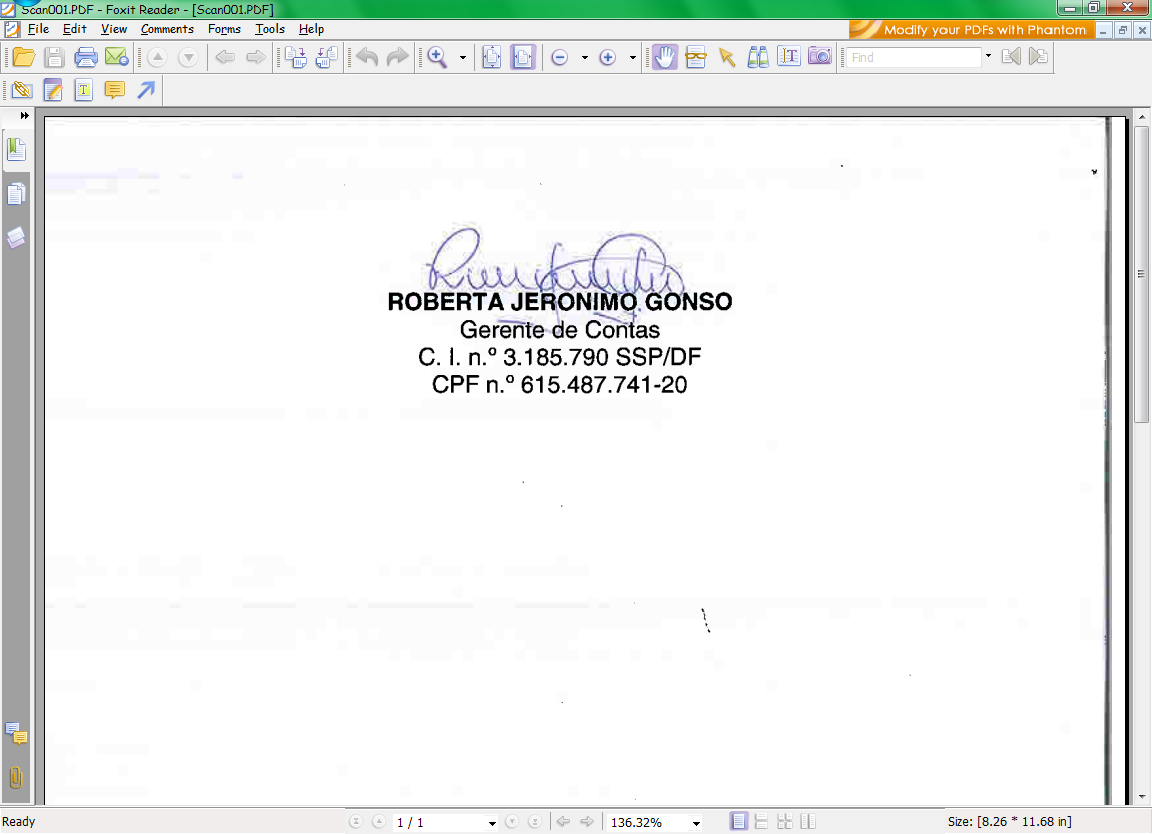 Scan001.PDF - Foxit Reader - [Scan001.PDF]
File Edit View Comments Forms Tools Help
Modify your PDFs with Phantom
Find
ROBERTA JERONIMO GONSO
Gerente de Contas
C. I. n.º 3.185.790 SSP/DF
CPF n.º 615.487.741-20
Ready
1 / 1
136.32%
Size: [8.26 * 11.68 in]